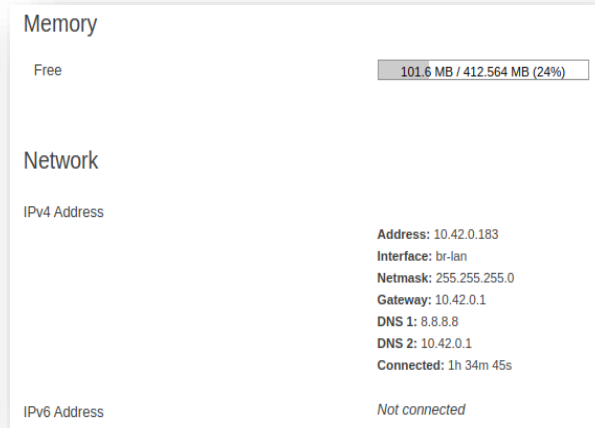 Memory
Free 101.6 MB / 412.564 MB (24%)
Network
IPv4 Address
Address: 10.42.0.183
Interface: br-lan
Netmask: 255.255.255.0
Gateway: 10.42.0.1
DNS 1: 8.8.8.8
DNS 2: 10.42.0.1
Connected: 1h 34m 45s
IPv6 Address Not connected